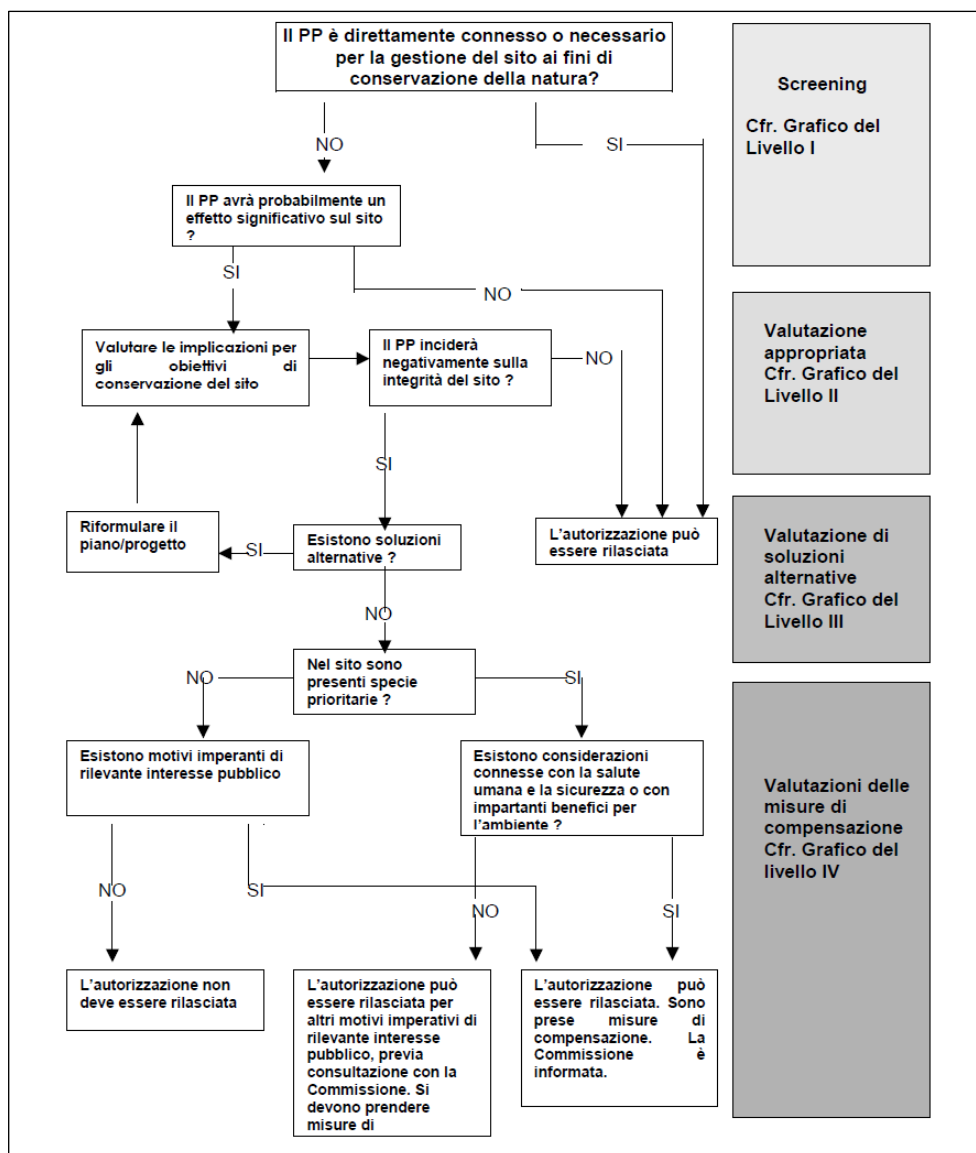 Il PP è direttamente connesso o necessario
per la gestione del sito ai fini di
conservazione della natura?
Screening
Cfr. Grafico del
Livello I
NO
SI
Il PP avrà probabilmente un
effetto significativo sul sito
?
SI
NO
Valutare le implicazioni per
gli obiettivi di
conservazione del sito
Il PP inciderà
negativamente sulla
integrità del sito ?
NO
Valutazione
appropriata
Cfr. Grafico del
Livello II
SI
Riformulare il
piano/progetto
SI
Esistono soluzioni
alternative ?
L'autorizzazione può
essere rilasciata
Valutazione di
soluzioni
alternative
Cfr. Grafico del
Livello III
NO
NO
Nel sito sono
presenti specie
prioritarie ?
SI
Esistono motivi imperanti di
rilevante interesse pubblico
Esistono considerazioni
connesse con la salute
umana e la sicurezza o con
impartanti benefici per
l'ambiente ?
Valutazioni delle
misure di
compensazione
Cfr. Grafico del
livello IV
NO
SI
NO
SI
L'autorizzazione non
deve essere rilasciata
L'autorizzazione può
essere rilasciata per
altri motivi imperativi di
rilevante interesse
pubblico, previa
consultazione con la
Commissione. Si
devono prendere
misure di
L'autorizzazione può
essere rilasciata. Sono
prese misure di
compensazione. La
Commissione è
informata.